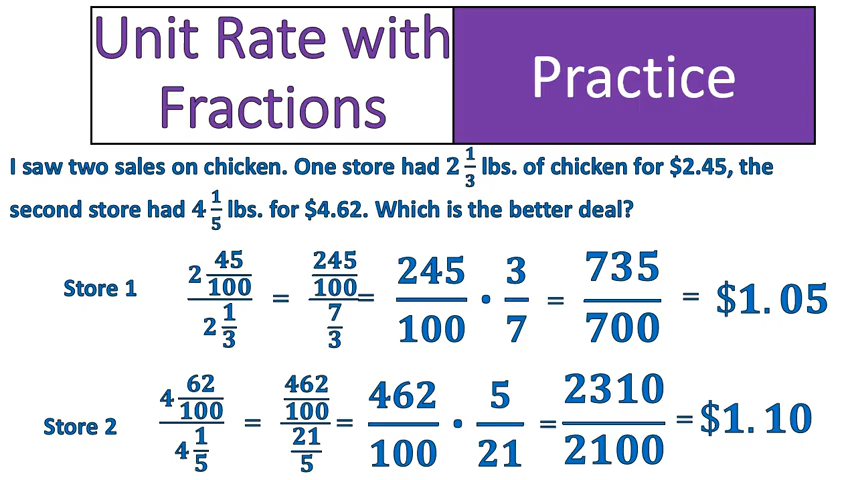 Unit Rate with
Fractions
Practice
I saw two sales on chicken. One store had 2 1/3 lbs. of chicken for $2.45, the
second store had 4 1/5 lbs. for $4.62. Which is the better deal?
Store 1 (2 45/100)/(2 1/3) = (245/100)/(7/3) = 245/100 · 3/7 = 735/700 = $1.05
Store 2 (4 62/100)/(4 1/5) = (462/100)/(21/5) = 462/100 · 5/21 = 2310/2100 = $1.10